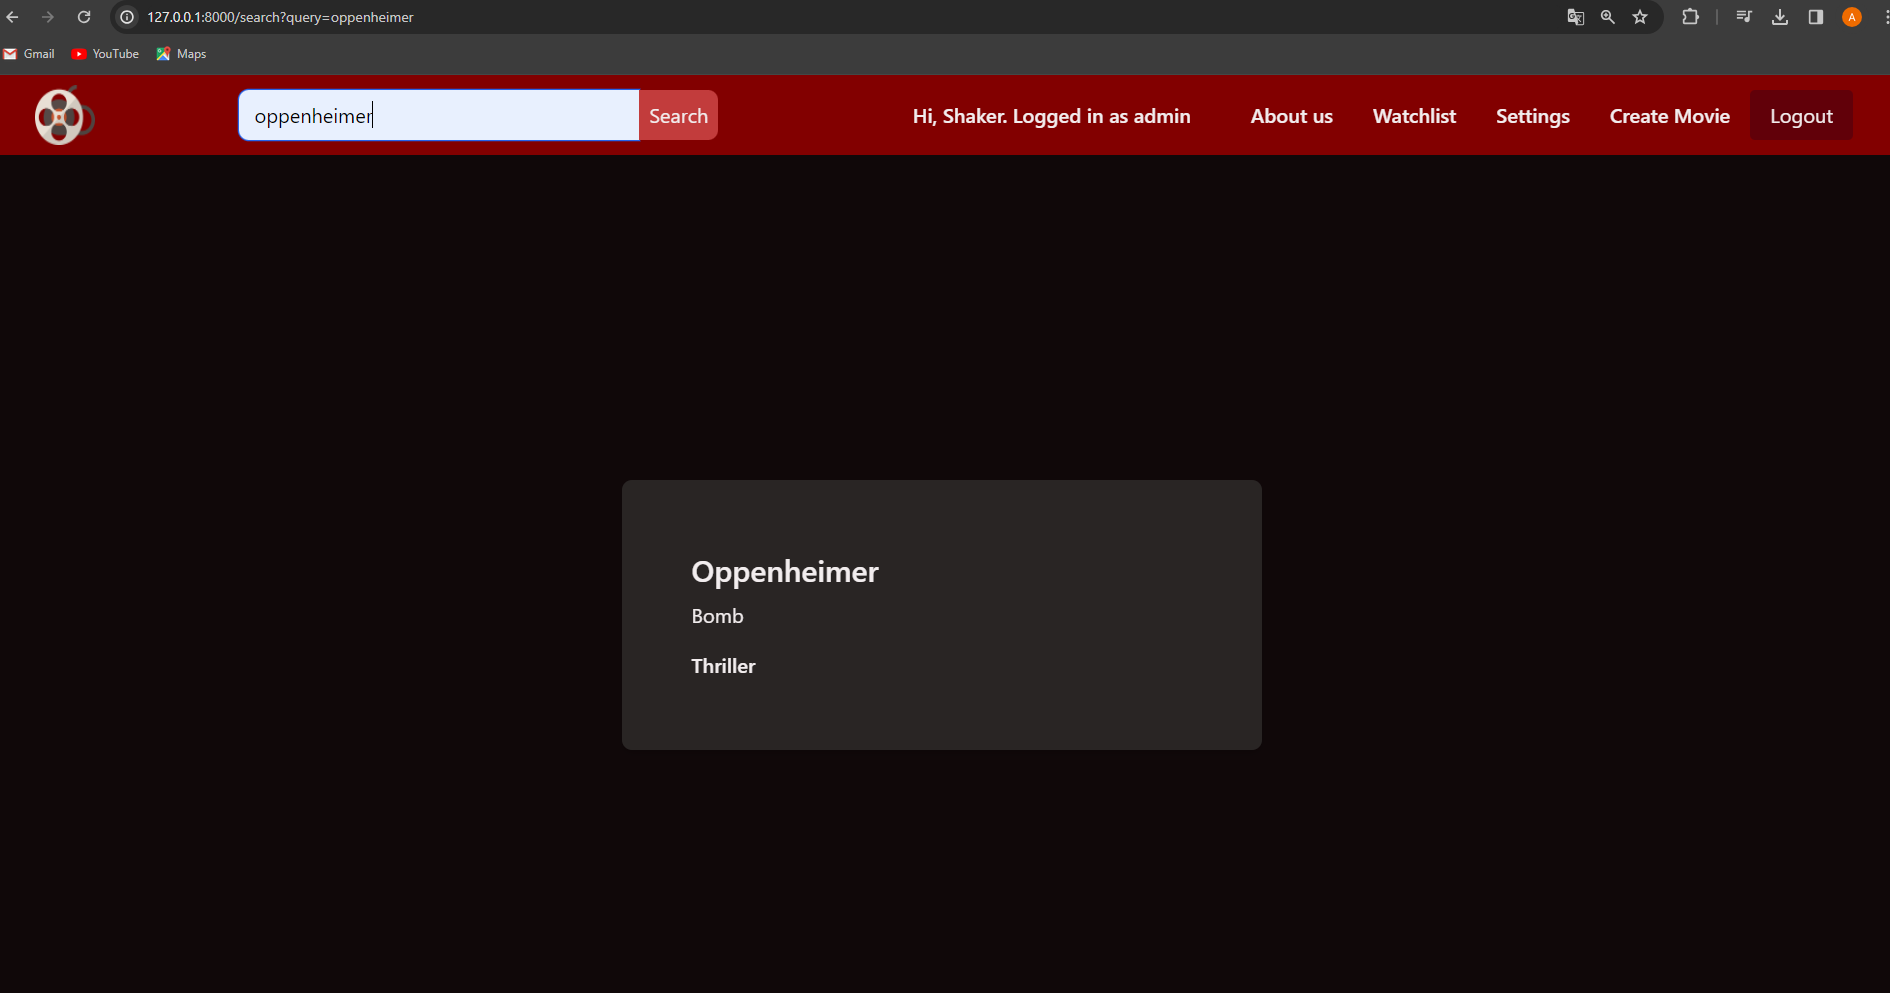 127.0.0.1:8000/search?query=oppenheimer
A
Gmail YouTube Maps
oppenheimer Search Hi, Shaker. Logged in as admin About us Watchlist Settings Create Movie Logout
Oppenheimer
Bomb
Thriller